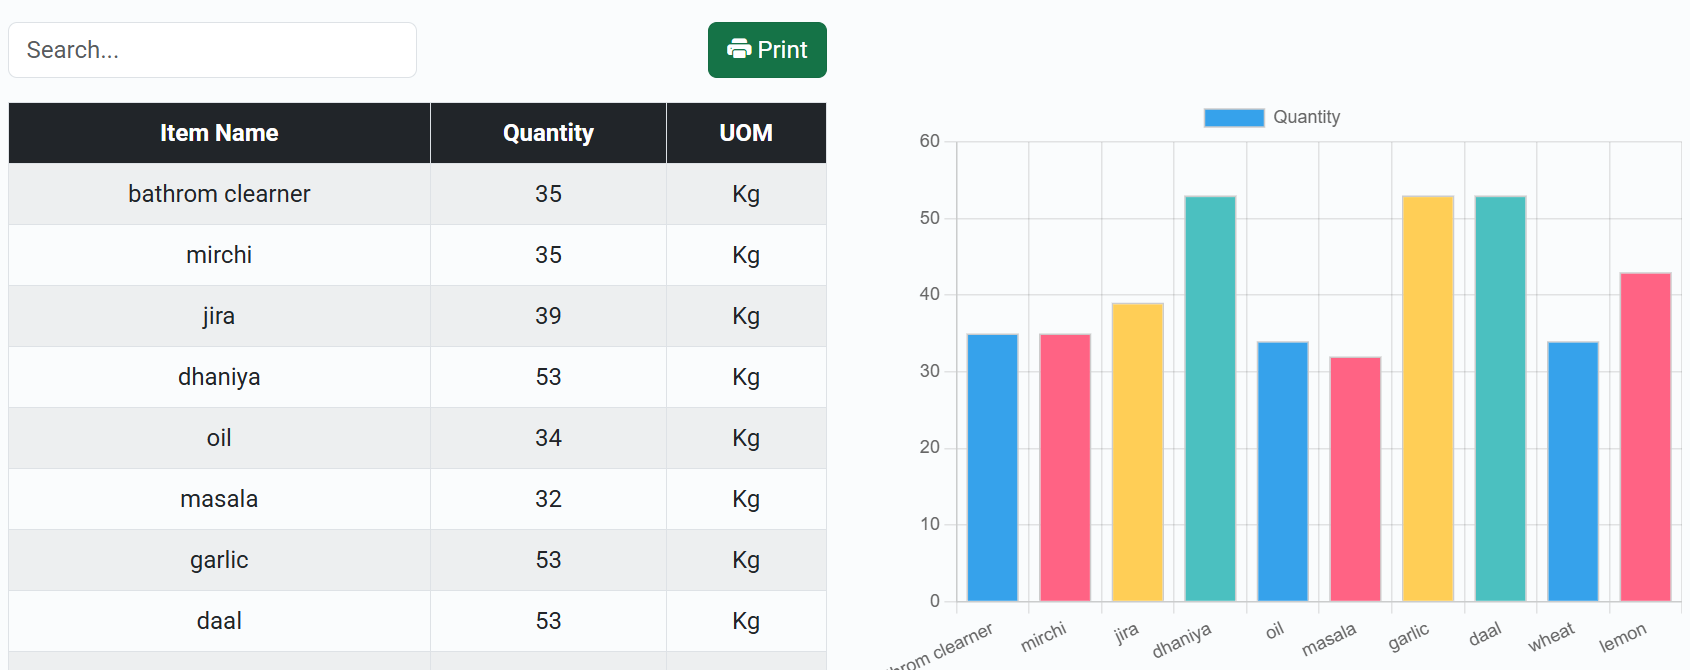 Search...
Print
Item Name Quantity UOM
bathrom clearner 35 Kg
mirchi 35 Kg
jira 39 Kg
dhaniya 53 Kg
oil 34 Kg
masala 32 Kg
garlic 53 Kg
daal 53 Kg
Quantity
60
50
40
30
20
10
0
throm clearner mirchi jira dhaniya oil masala garlic daal wheat lemon